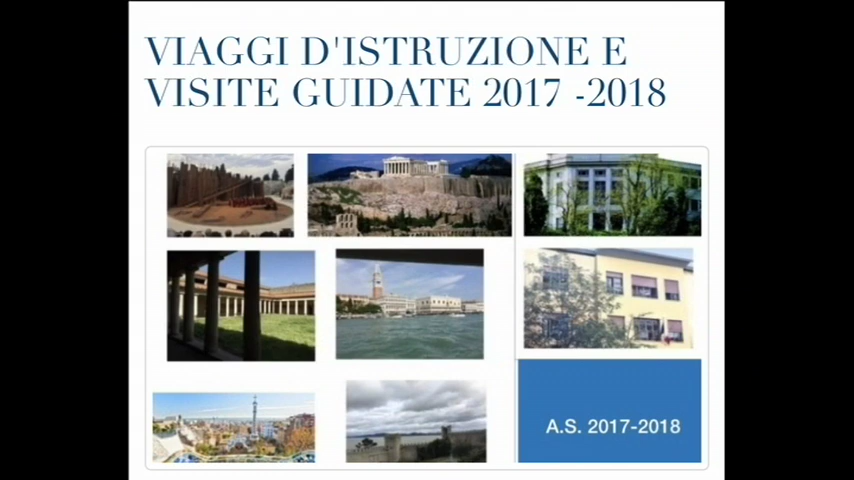 VIAGGI D'ISTRUZIONE E
VISITE GUIDATE 2017 -2018
A.S. 2017-2018